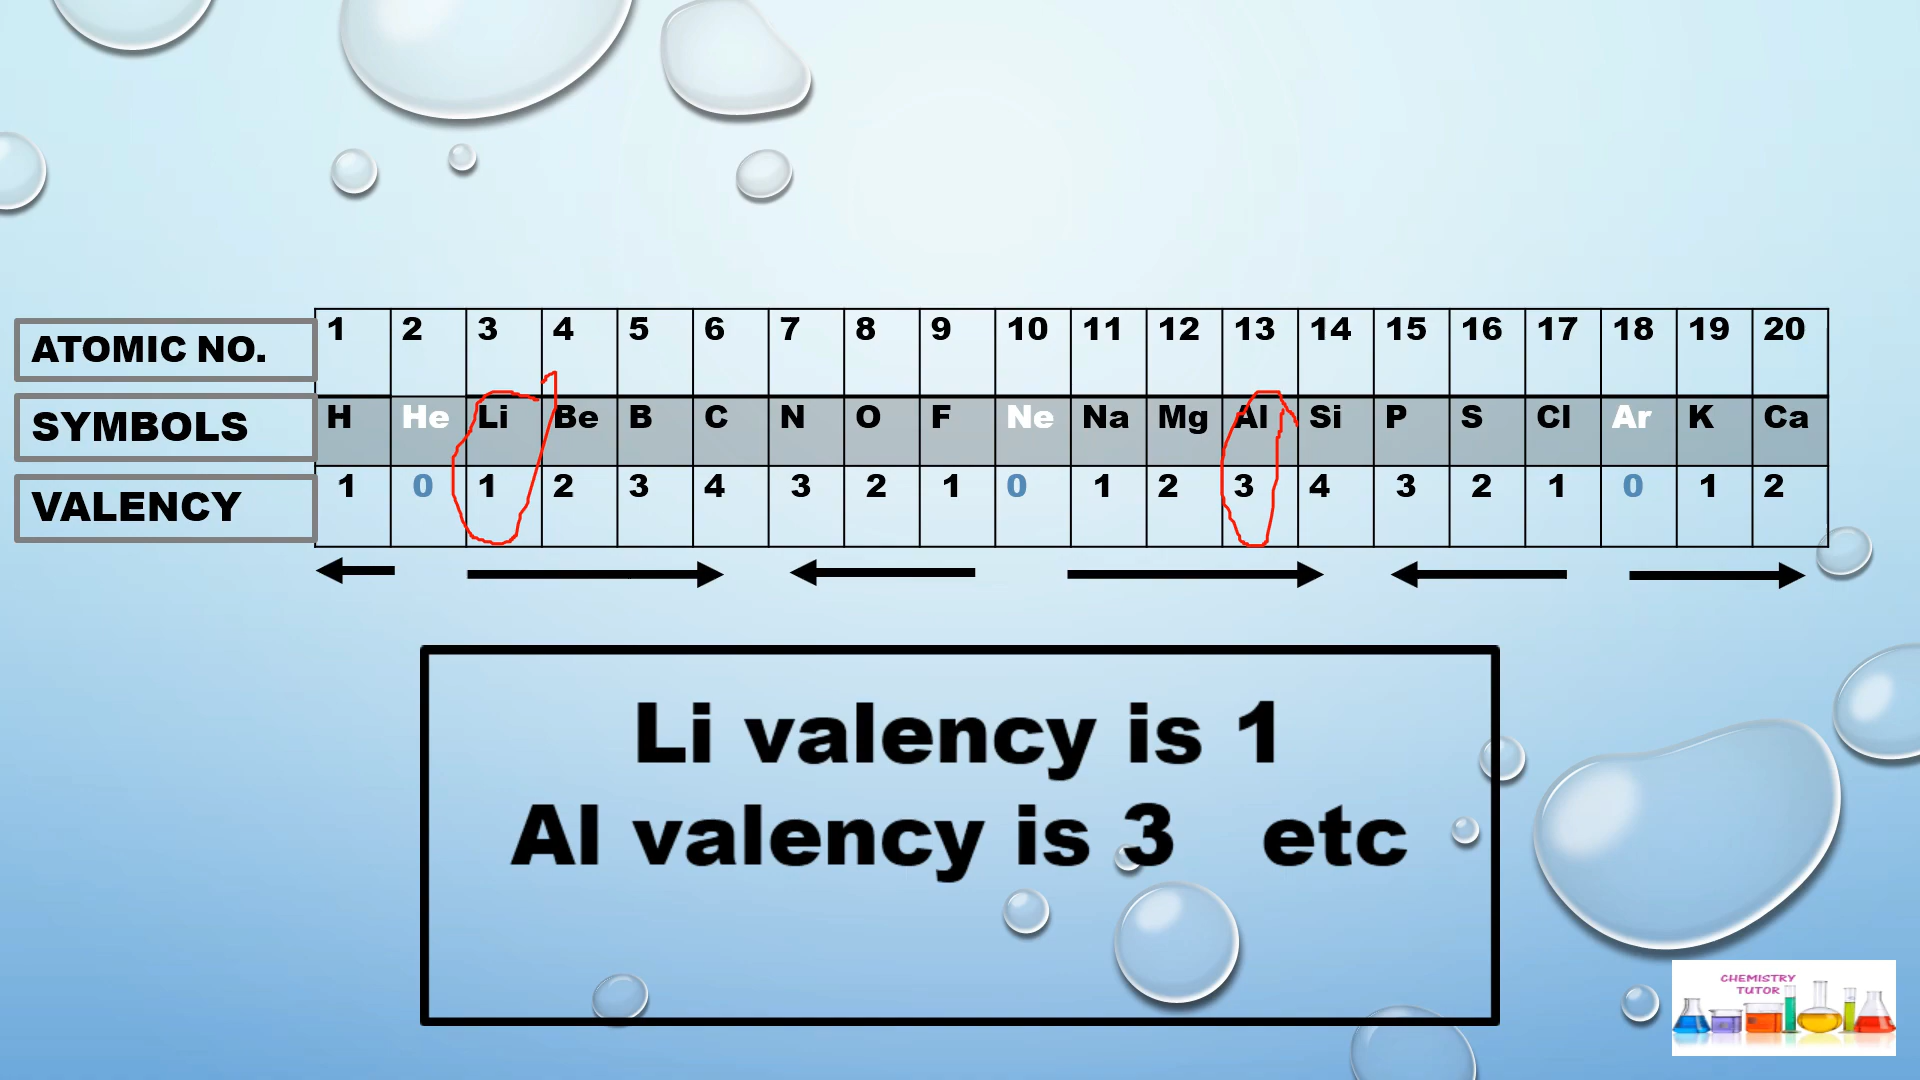 ATOMIC NO. 1 2 3 4 5 6 7 8 9 10 11 12 13 14 15 16 17 18 19 20
SYMBOLS H He Li Be B C N O F Ne Na Mg Al Si P S Cl Ar K Ca
VALENCY 1 0 1 2 3 4 3 2 1 0 1 2 3 4 3 2 1 0 1 2
Li valency is 1
Al valency is 3 etc
CHEMISTRY
TUTOR